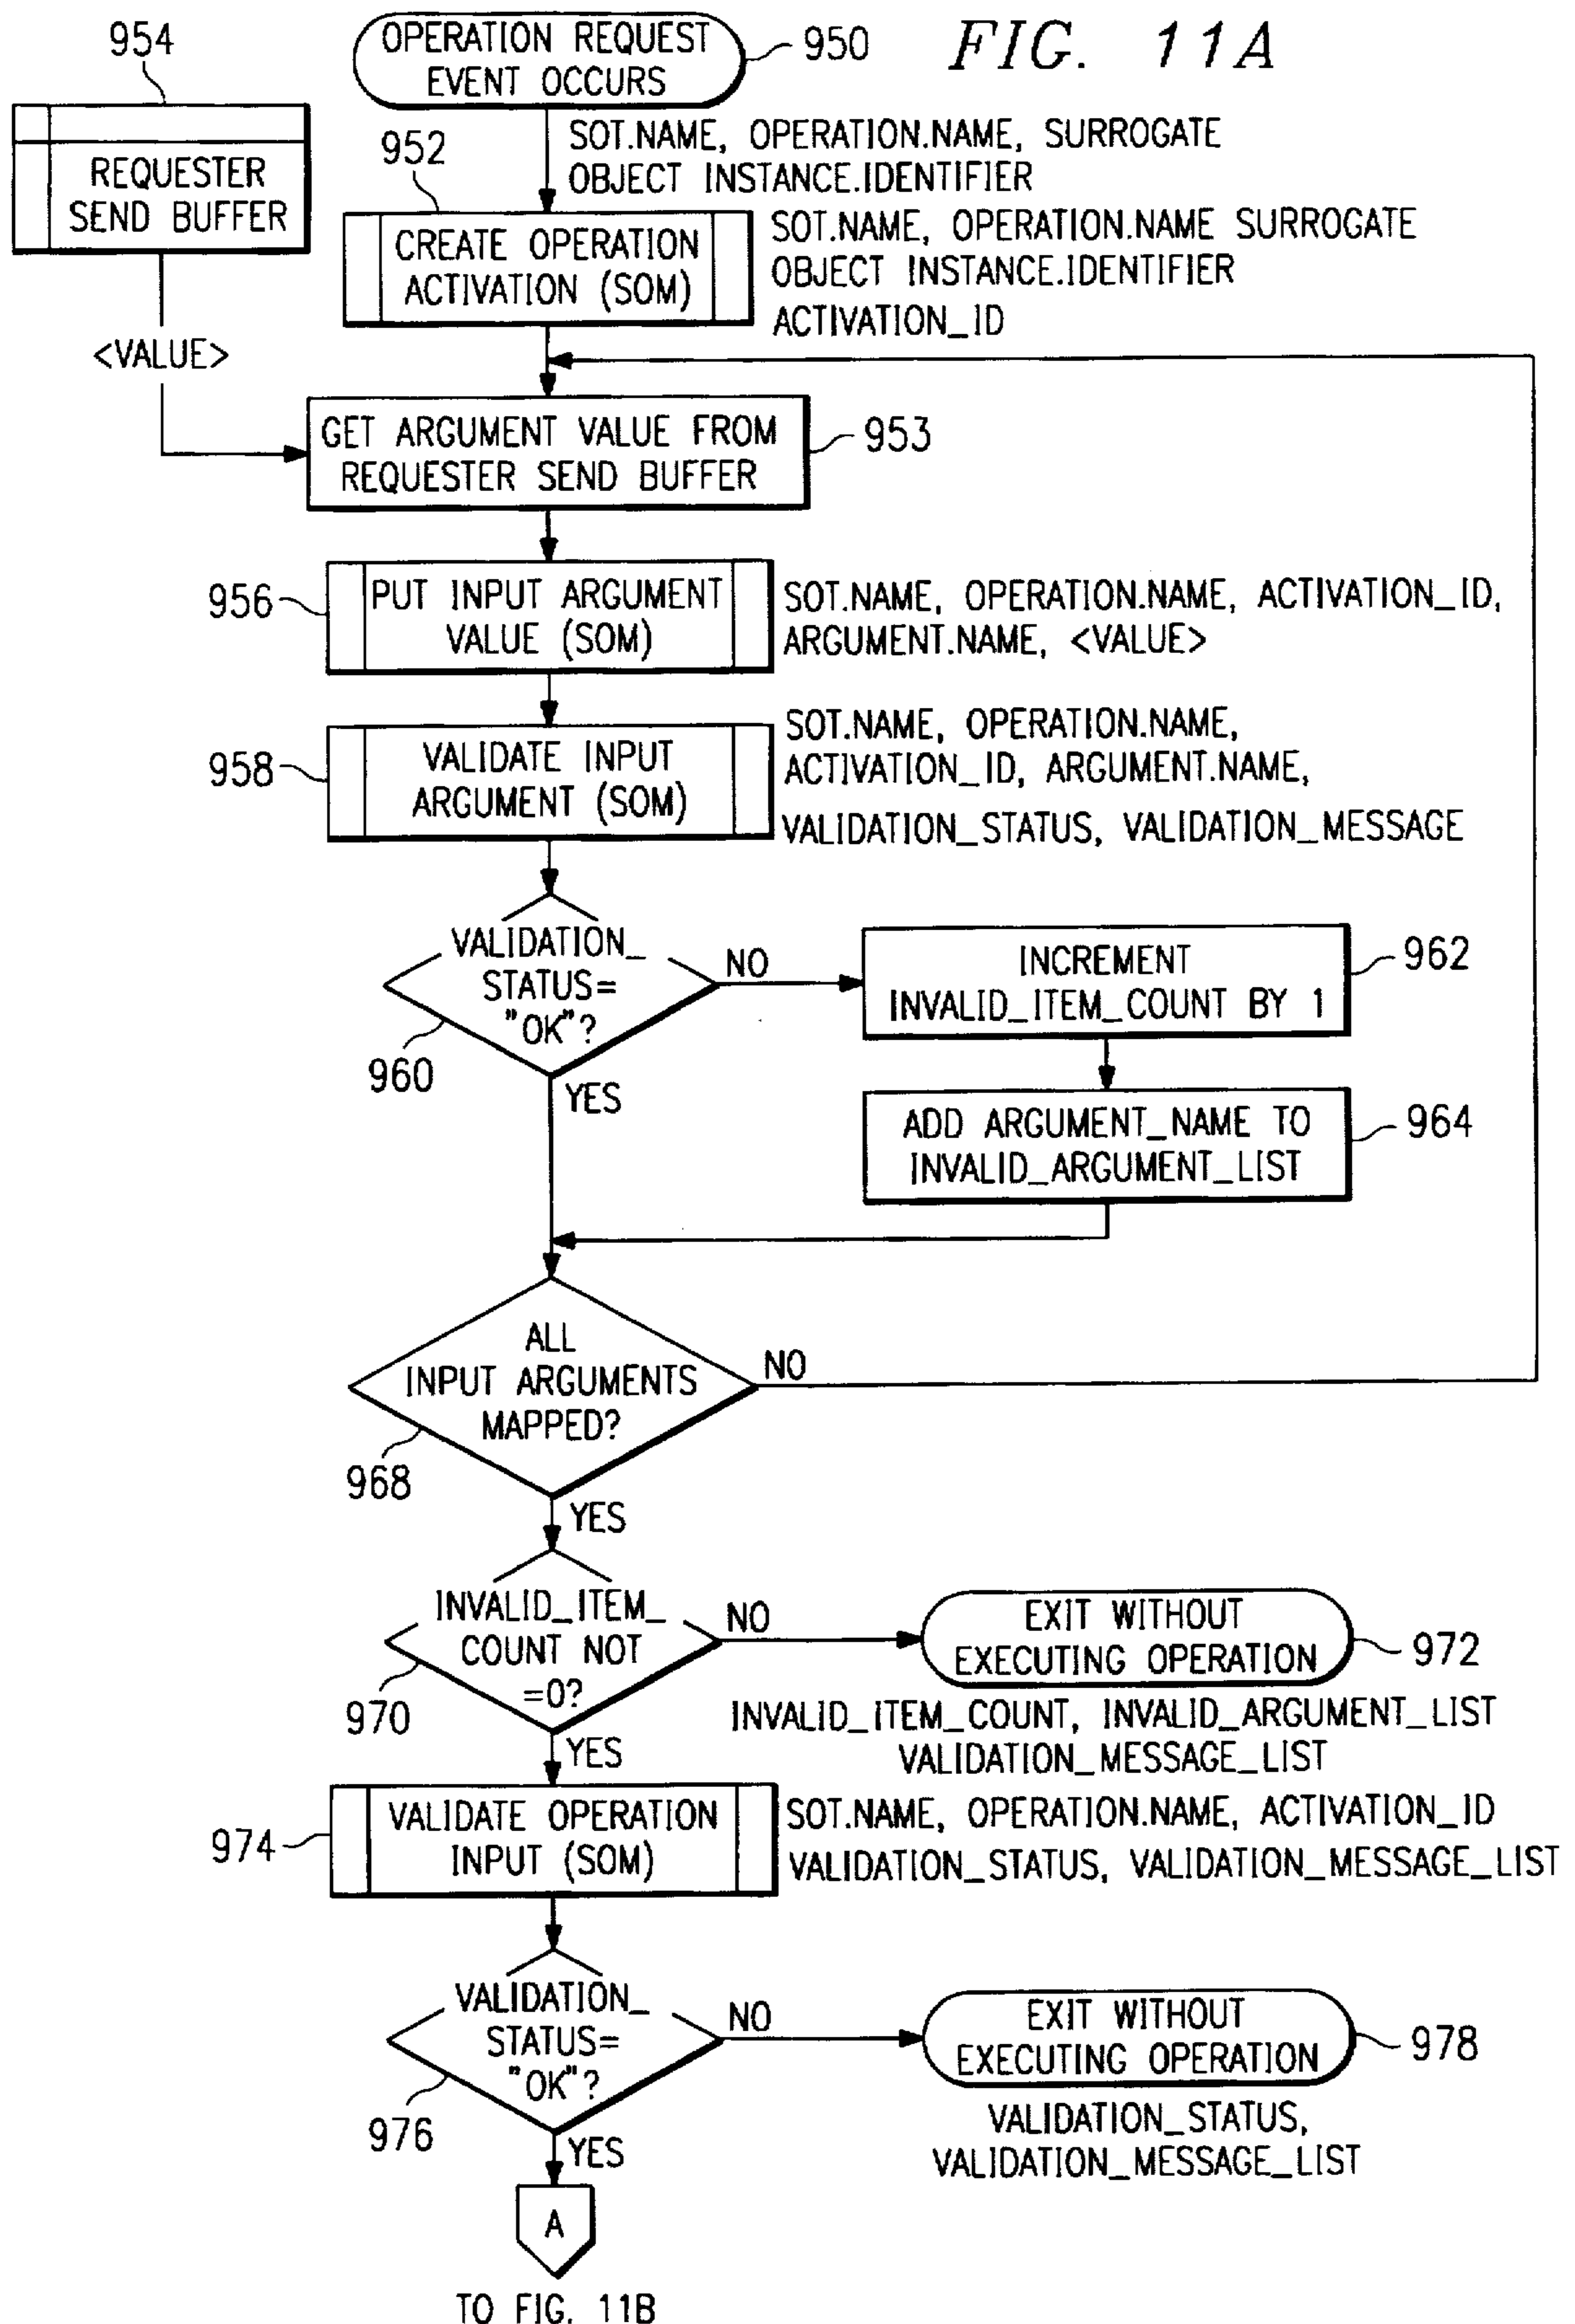 FIG. 11A
OPERATION REQUEST
EVENT OCCURS
950
954
REQUESTER
SEND BUFFER
SOT.NAME, OPERATION.NAME, SURROGATE
OBJECT INSTANCE.IDENTIFIER
952
CREATE OPERATION
ACTIVATION (SOM)
SOT.NAME, OPERATION.NAME SURROGATE
OBJECT INSTANCE.IDENTIFIER
ACTIVATION_ID
<VALUE>
GET ARGUMENT VALUE FROM
REQUESTER SEND BUFFER
953
956
PUT INPUT ARGUMENT
VALUE (SOM)
SOT.NAME, OPERATION.NAME, ACTIVATION_ID,
ARGUMENT.NAME, <VALUE>
958
VALIDATE INPUT
ARGUMENT (SOM)
SOT.NAME, OPERATION.NAME,
ACTIVATION_ID, ARGUMENT.NAME,
VALIDATION_STATUS, VALIDATION_MESSAGE
VALIDATION_
STATUS=
"OK"?
960
NO
YES
INCREMENT
INVALID_ITEM_COUNT BY 1
962
ADD ARGUMENT_NAME TO
INVALID_ARGUMENT_LIST
964
ALL
INPUT ARGUMENTS
MAPPED?
968
NO
YES
INVALID_ITEM_
COUNT NOT
=0?
970
NO
YES
EXIT WITHOUT
EXECUTING OPERATION
972
INVALID_ITEM_COUNT, INVALID_ARGUMENT_LIST
VALIDATION_MESSAGE_LIST
974
VALIDATE OPERATION
INPUT (SOM)
SOT.NAME, OPERATION.NAME, ACTIVATION_ID
VALIDATION_STATUS, VALIDATION_MESSAGE_LIST
VALIDATION_
STATUS=
"OK"?
976
NO
YES
EXIT WITHOUT
EXECUTING OPERATION
978
VALIDATION_STATUS,
VALIDATION_MESSAGE_LIST
A
TO FIG. 11B